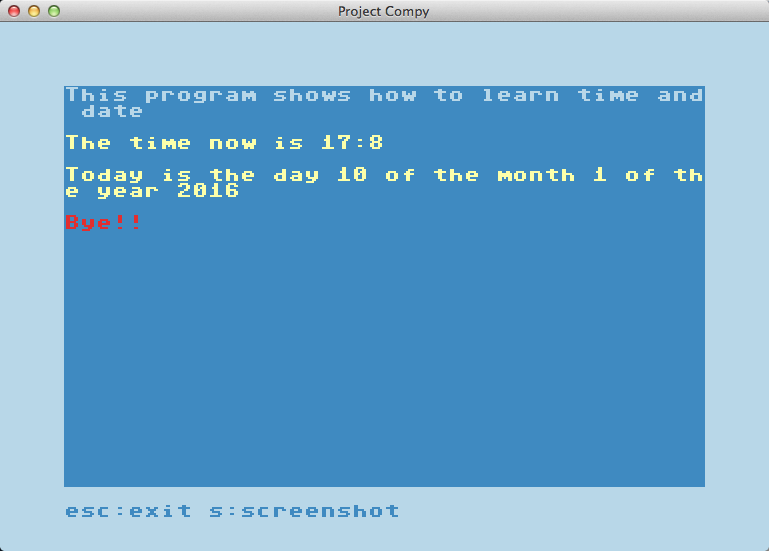 Project Compy
This program shows how to learn time and
date
The time now is 17:8
Today is the day 10 of the month 1 of th
e year 2016
Bye!!
esc:exit s:screenshot